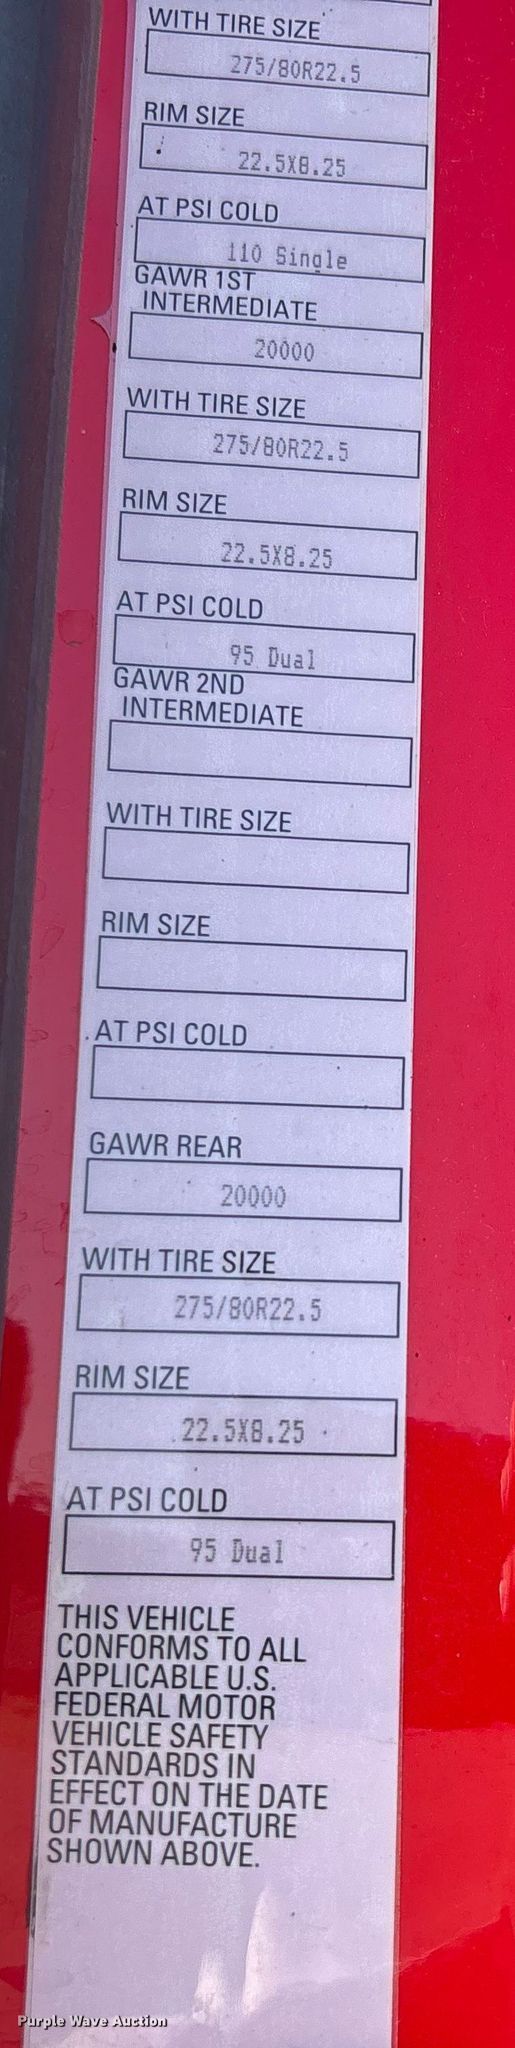 WITH TIRE SIZE
275/80R22.5
RIM SIZE
22.5X8.25
AT PSI COLD
110 Single
GAWR 1ST
INTERMEDIATE
20000
WITH TIRE SIZE
275/80R22.5
RIM SIZE
22.5X8.25
AT PSI COLD
95 Dual
GAWR 2ND
INTERMEDIATE
WITH TIRE SIZE
RIM SIZE
AT PSI COLD
GAWR REAR
20000
WITH TIRE SIZE
275/80R22.5
RIM SIZE
22.5X8.25
AT PSI COLD
95 Dual
THIS VEHICLE
CONFORMS TO ALL
APPLICABLE U.S.
FEDERAL MOTOR
VEHICLE SAFETY
STANDARDS IN
EFFECT ON THE DATE
OF MANUFACTURE
SHOWN ABOVE.
Purple Wave Auction